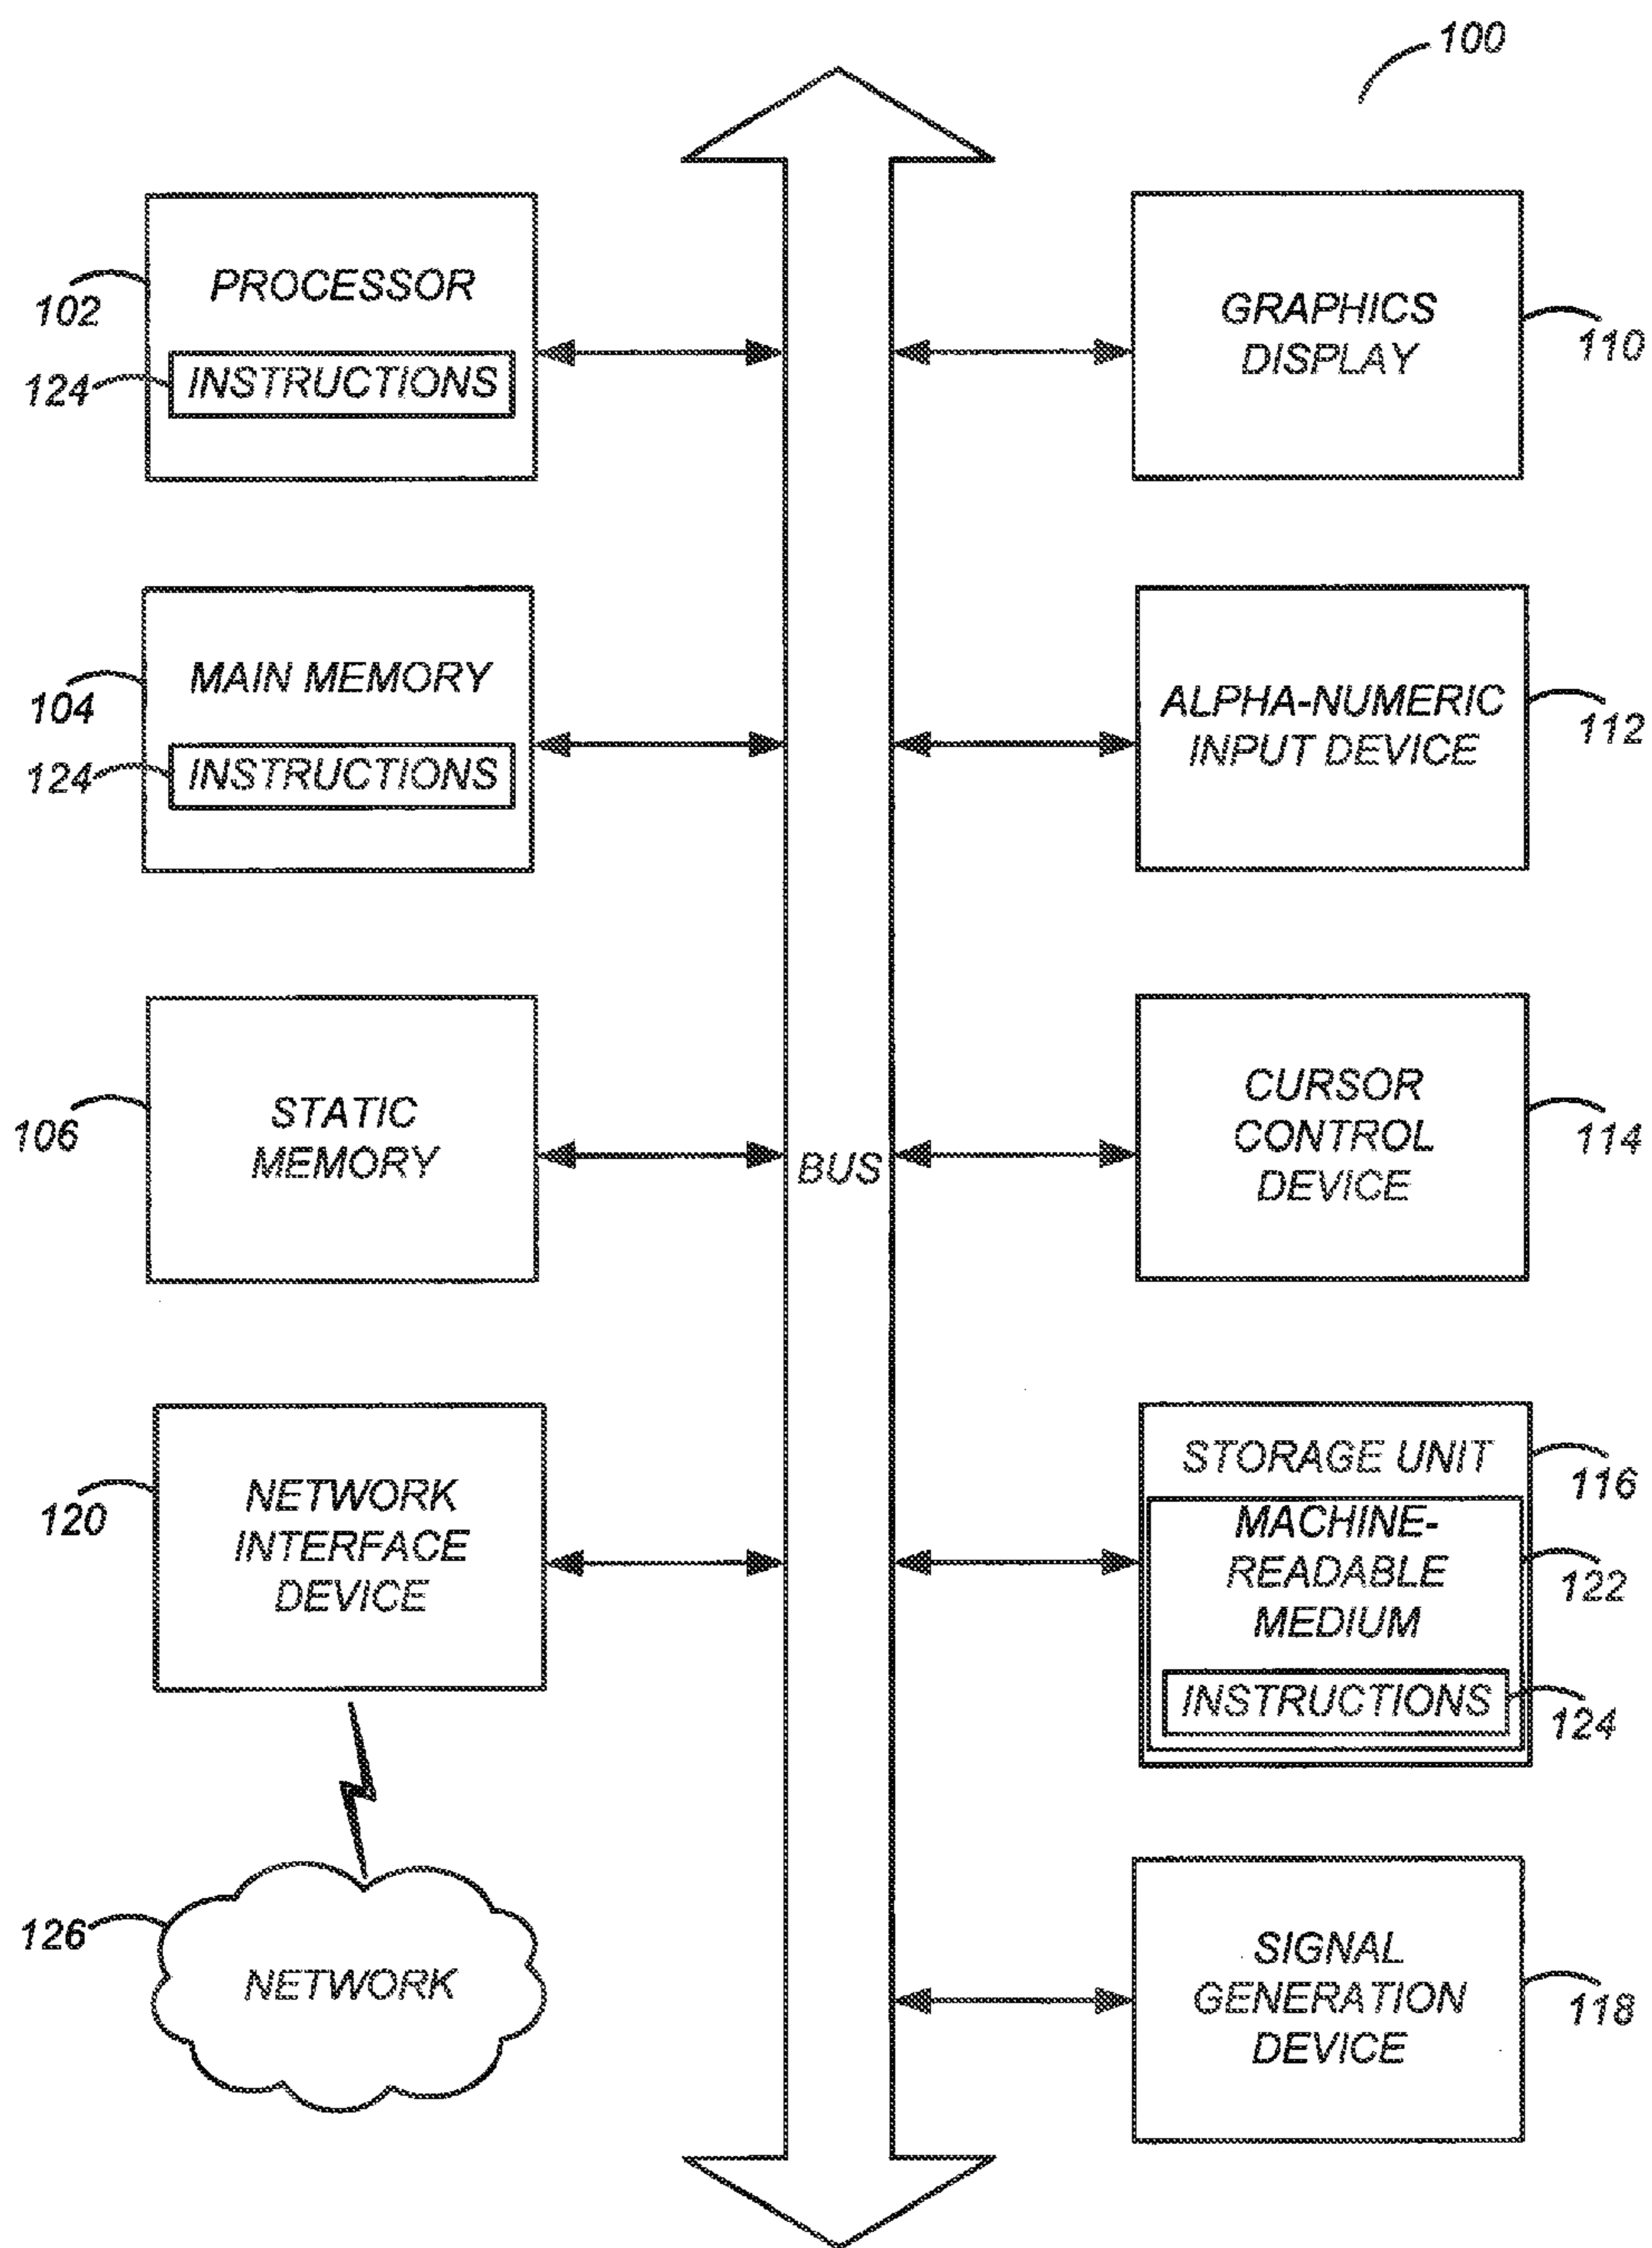 100
PROCESSOR
102
124
INSTRUCTIONS
GRAPHICS
DISPLAY
110
MAIN MEMORY
104
124
INSTRUCTIONS
ALPHA-NUMERIC
INPUT DEVICE
112
STATIC
MEMORY
106
BUS
CURSOR
CONTROL
DEVICE
114
NETWORK
INTERFACE
DEVICE
120
STORAGE UNIT
116
MACHINE-
READABLE
MEDIUM
122
INSTRUCTIONS
124
126
NETWORK
SIGNAL
GENERATION
DEVICE
118